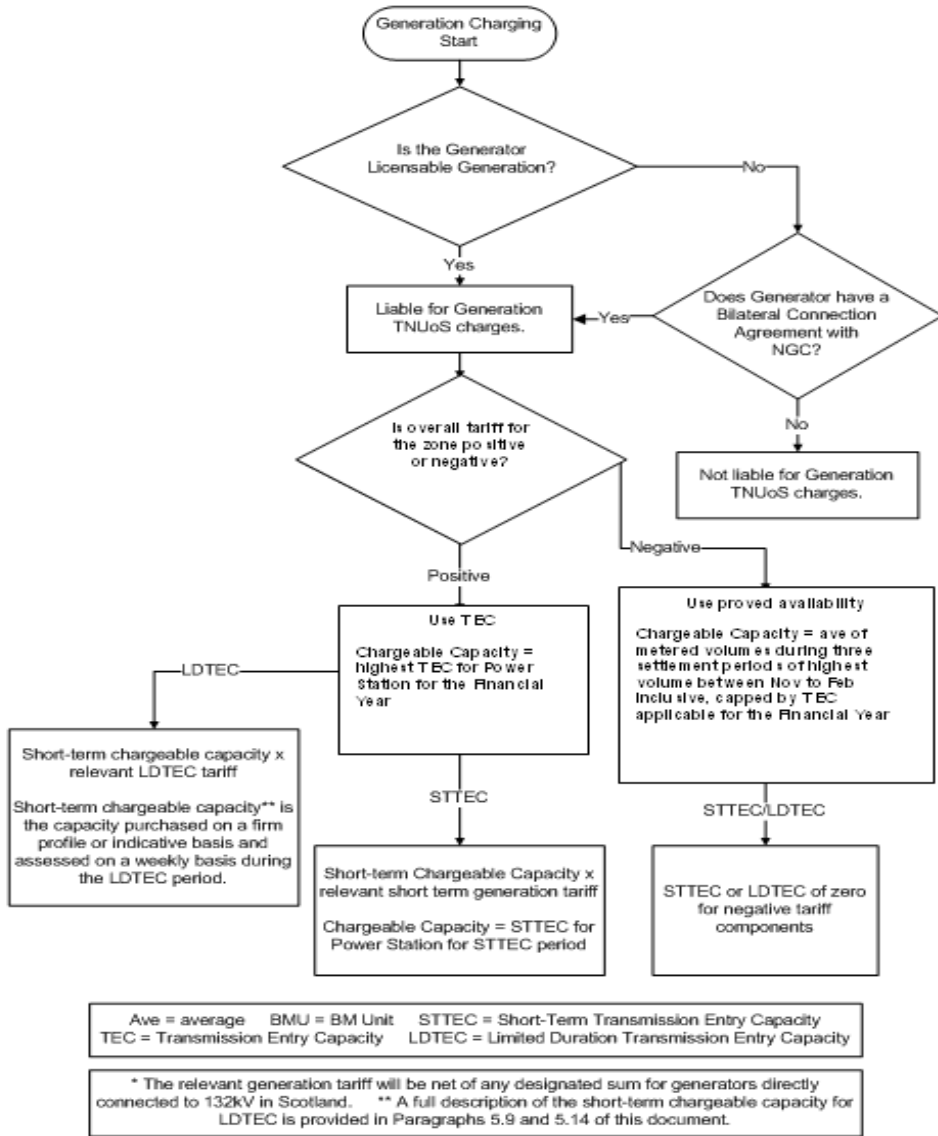 Generation Charging
Start
Is the Generator
Licensable Generation?
No
Yes
Liable for Generation
TNUoS charges.
Yes
Does Generator have a
Bilateral Connection
Agreement with
NGC?
No
Not liable for Generation
TNUoS charges.
Is overall tariff for
the zone positive
or negative?
Negative
Positive
Use TEC
Chargeable Capacity =
highest TEC for Power
Station for the Financial
Year
Use proved availability
Chargeable Capacity = ave of
metered volumes during three
settlement periods of highest
volume between Nov to Feb
inclusive, capped by TEC
applicable for the Financial Year
LDTEC
Short-term chargeable capacity x
relevant LDTEC tariff
Short-term chargeable capacity** is
the capacity purchased on a firm
profile or indicative basis and
assessed on a weekly basis during
the LDTEC period.
STTEC
Short-term Chargeable Capacity x
relevant short term generation tariff
Chargeable Capacity = STTEC for
Power Station for STTEC period
STTEC/LDTEC
STTEC or LDTEC of zero
for negative tariff
components
Ave = average BMU = BM Unit STTEC = Short-Term Transmission Entry Capacity
TEC = Transmission Entry Capacity LDTEC = Limited Duration Transmission Entry Capacity
* The relevant generation tariff will be net of any designated sum for generators directly
connected to 132kV in Scotland. ** A full description of the short-term chargeable capacity for
LDTEC is provided in Paragraphs 5.9 and 5.14 of this document.